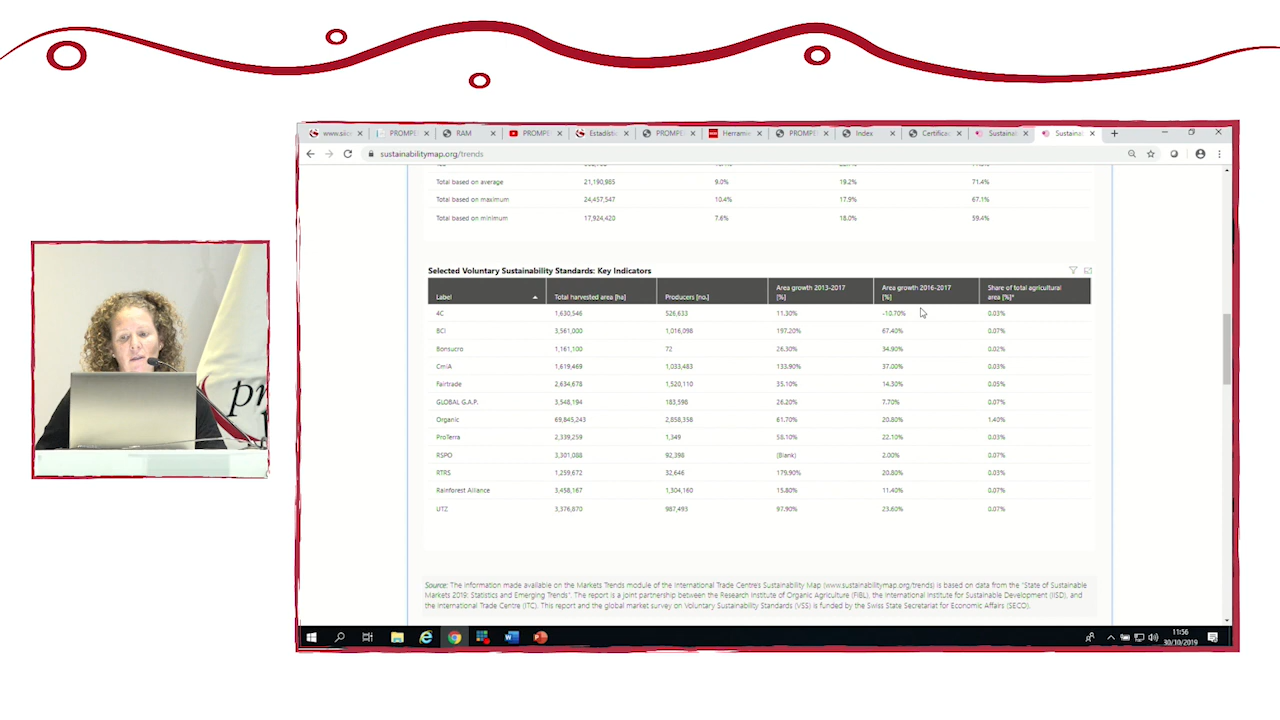 www.siic
PROMPE
RAM
PROMPE
Estadísti
PROMPE
Herramie
PROMPE
Index
Certificac
Sustainab
Sustainab
sustainabilitymap.org/trends
Total based on average 21,190,985 9.0% 19.2% 71.4%
Total based on maximum 24,457,547 10.4% 17.9% 67.1%
Total based on minimum 17,924,420 7.6% 18.0% 59.4%
Selected Voluntary Sustainability Standards: Key Indicators
Label Total harvested area [ha] Producers [no.] Area growth 2013-2017 [%] Area growth 2016-2017 [%] Share of total agricultural area [%]*
4C 1,630,546 526,633 11.30% -10.70% 0.03%
BCI 3,561,000 1,016,098 197.20% 67.40% 0.07%
Bonsucro 1,161,100 72 26.30% 34.90% 0.02%
CmiA 1,619,469 1,033,483 133.90% 37.00% 0.03%
Fairtrade 2,634,678 1,520,110 35.10% 14.30% 0.05%
GLOBAL G.A.P. 3,548,194 183,598 26.20% 7.70% 0.07%
Organic 69,845,243 2,858,358 61.70% 20.80% 1.40%
ProTerra 2,339,259 1,349 58.10% 22.10% 0.03%
RSPO 3,301,088 92,398 (Blank) 2.00% 0.07%
RTRS 1,259,672 32,646 179.90% 20.80% 0.03%
Rainforest Alliance 3,458,167 1,304,160 15.80% 11.40% 0.07%
UTZ 3,376,870 987,493 97.90% 23.60% 0.07%
Source: The information made available on the Markets Trends module of the International Trade Centre's Sustainability Map (www.sustainabilitymap.org/trends) is based on data from the "State of Sustainable
Markets 2019: Statistics and Emerging Trends". The report is a joint partnership between the Research Institute of Organic Agriculture (FiBL), the International Institute for Sustainable Development (IISD), and
the International Trade Centre (ITC). This report and the global market survey on Voluntary Sustainability Standards (VSS) is funded by the Swiss State Secretariat for Economic Affairs (SECO).
11:56
30/10/2019